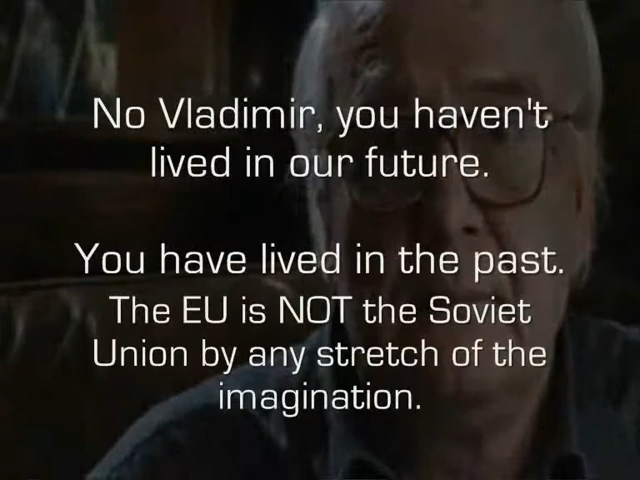 No Vladimir, you haven't
lived in our future.
You have lived in the past.
The EU is NOT the Soviet
Union by any stretch of the
imagination.